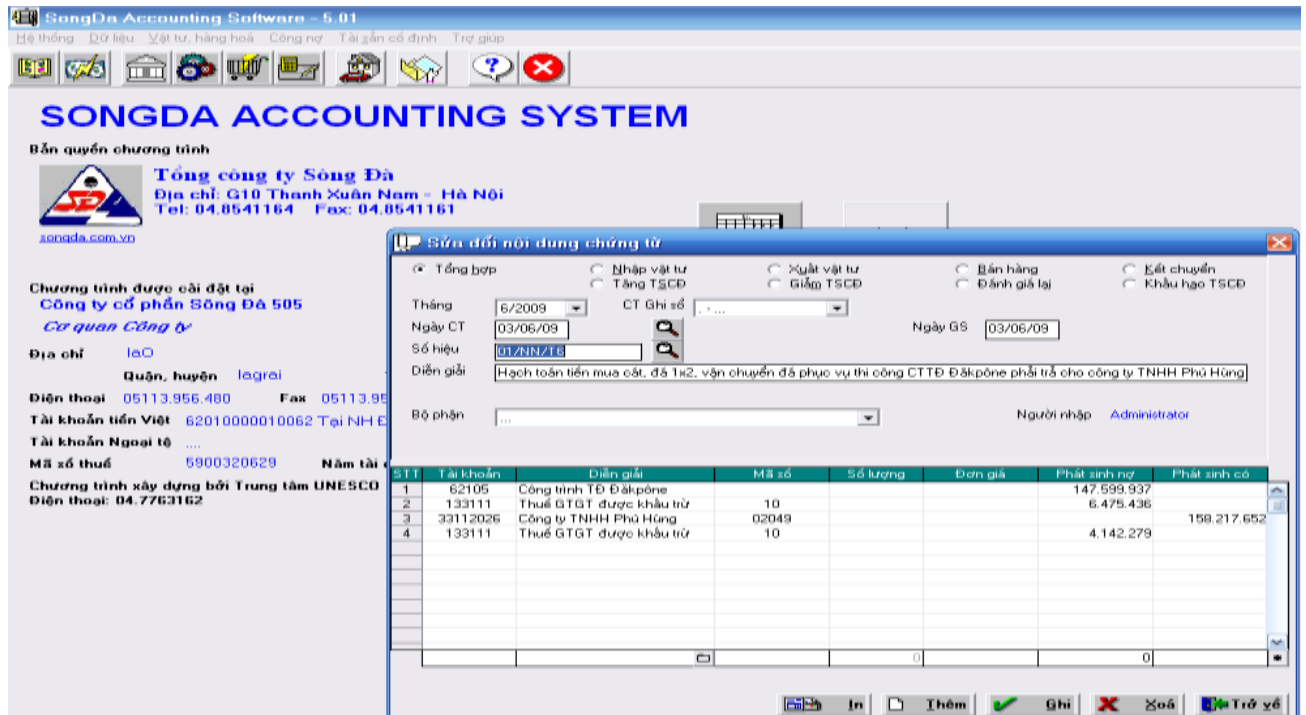 SongDa Accounting Software - 5.01
Hệ thống Dữ liệu Vật tư, hàng hoá Công nợ Tài sản cố định Trợ giúp
SONGDA ACCOUNTING SYSTEM
Bản quyền chương trình
Tổng công ty Sông Đà
Địa chỉ: G10 Thanh Xuân Nam - Hà Nội
Tel: 04.8541164 Fax: 04.8541161
songda.com.vn
Chương trình được cài đặt tại
Công ty cổ phần Sông Đà 505
Cơ quan Công ty
Địa chỉ IaO
Quận, huyện Iagrai
Điện thoại 05113.956.480 Fax 05113.95
Tài khoản tiền Việt 62010000010062 Tại NH Đ
Tài khoản Ngoại tệ ....
Mã số thuế 5900320629 Năm tài
Chương trình xây dựng bởi Trung tâm UNESCO
Điện thoại: 04.7763162
Sửa đổi nội dung chứng từ
Tổng hợp Nhập vật tư Xuất vật tư Bán hàng Kết chuyển
Tăng TSCĐ Giảm TSCĐ Đánh giá lại Khấu hao TSCĐ
Tháng 6/2009 CT Ghi sổ
Ngày CT 03/06/09 Ngày GS 03/06/09
Số hiệu 01/NN/T6
Diễn giải Hạch toán tiền mua cát, đá 1x2, vận chuyển đá phục vụ thi công CTTĐ Đăkpône phải trả cho công ty TNHH Phú Hùng
Bộ phận ... Người nhập Administrator
STT Tài khoản Diễn giải Mã số Số lượng Đơn giá Phát sinh nợ Phát sinh có
1 62105 Công trình TĐ Đăkpône 147.599.937
2 133111 Thuế GTGT được khấu trừ 10 6.475.436
3 33112026 Công ty TNHH Phú Hùng 02049 158.217.652
4 133111 Thuế GTGT được khấu trừ 10 4.142.279
0 0
In Thêm Ghi Xoá Trở về